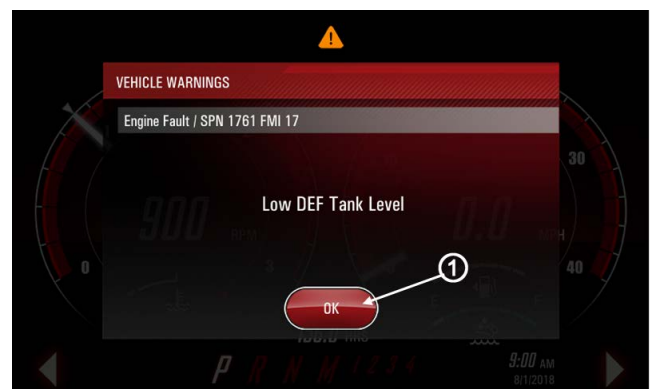 VEHICLE WARNINGS
Engine Fault / SPN 1761 FMI 17
30
Low DEF Tank Level
900 RPM
0.0 MPH
1
0
3
40
E
F
OK
HRS
P R N M 1 2 3 4
9:00 AM
8/1/2018